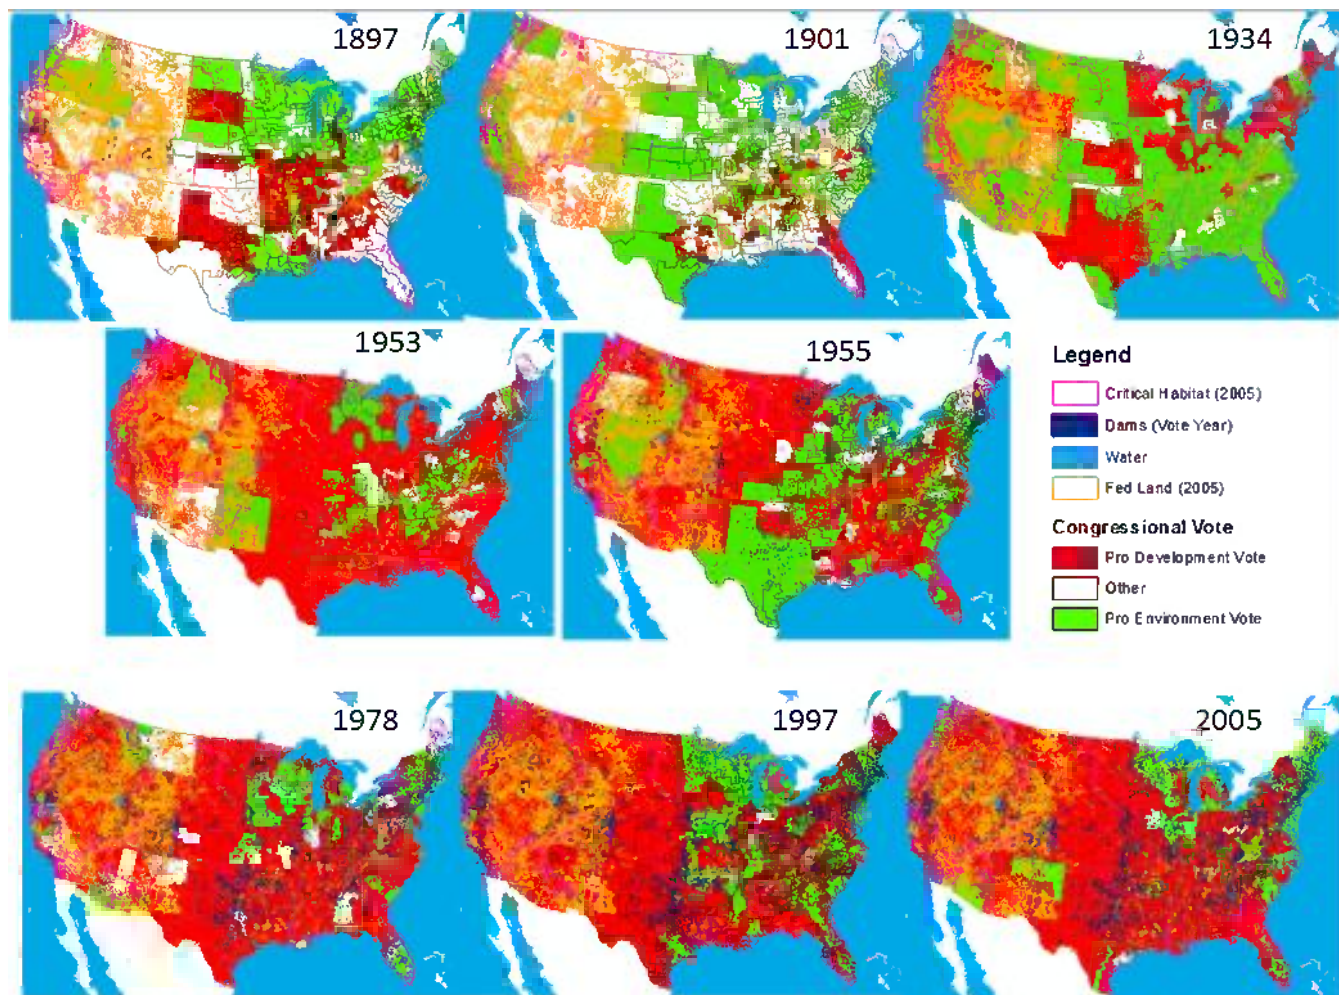 1897
1901
1934
1953
1955
Legend
Critical Habitat (2005)
Dams (Vote Year)
Water
Fed Land (2005)
Congressional Vote
Pro Development Vote
Other
Pro Environment Vote
1978
1997
2005